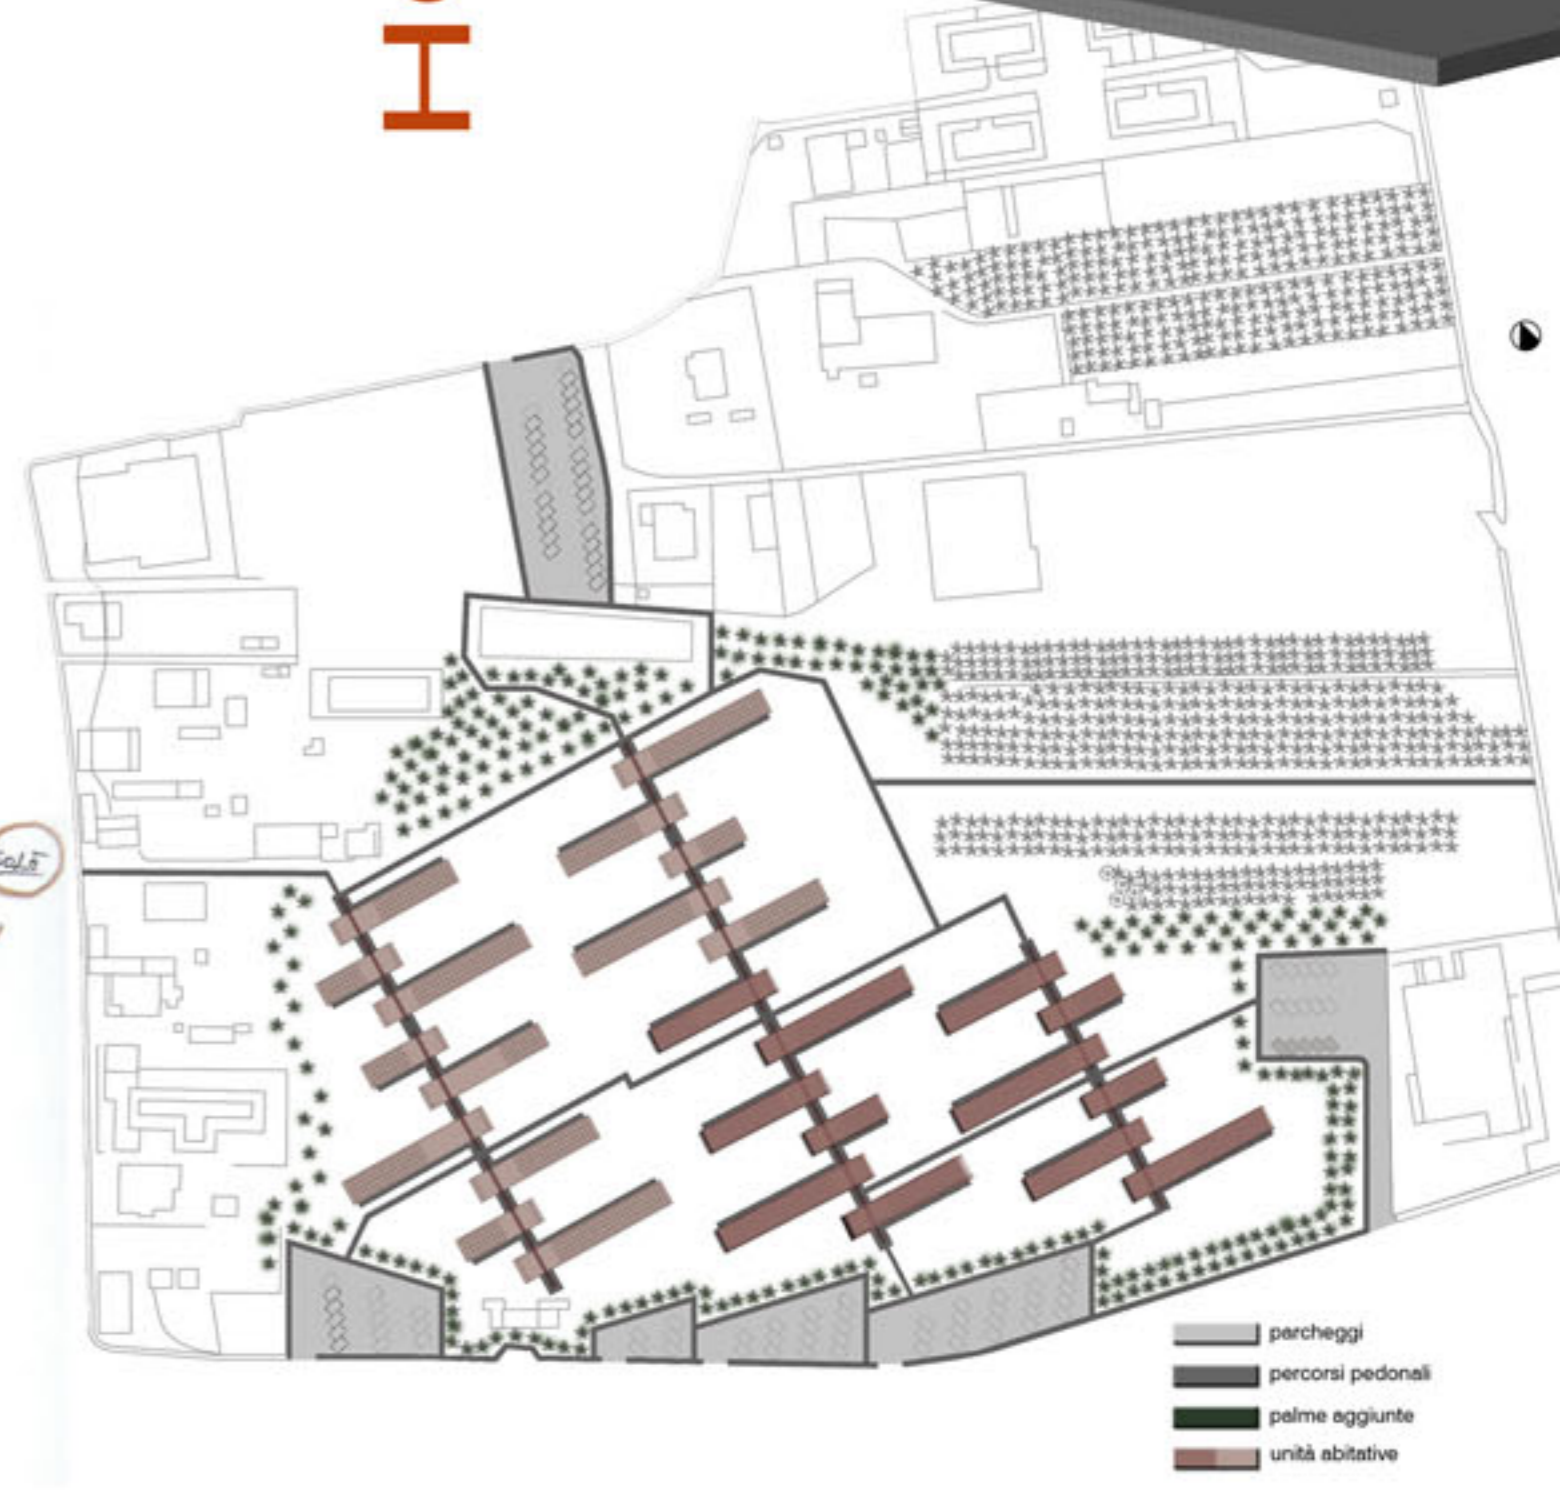 H
parcheggi
percorsi pedonali
palme aggiunte
unità abitative